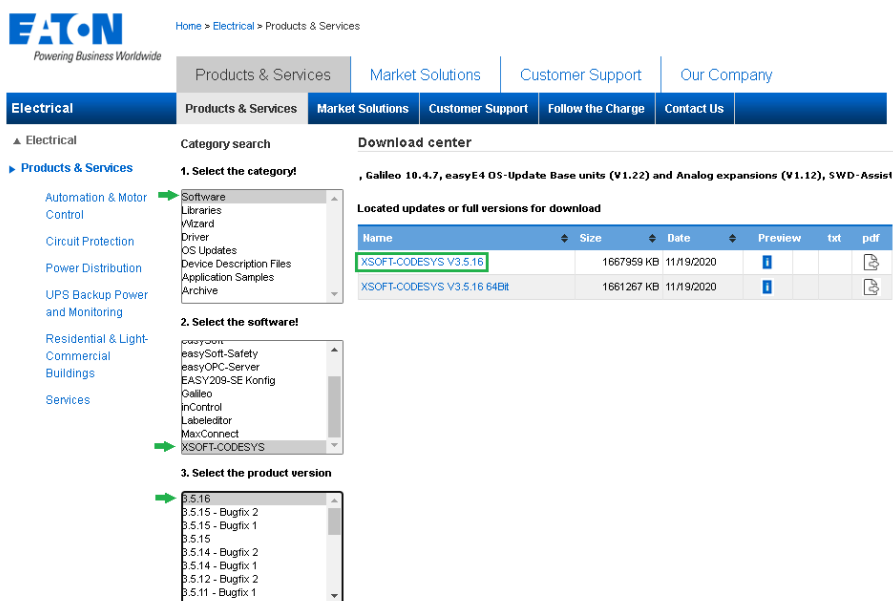 EATON
Powering Business Worldwide
Home > Electrical > Products & Services
Products & Services
Market Solutions
Customer Support
Our Company
Electrical
Products & Services
Market Solutions
Customer Support
Follow the Charge
Contact Us
Electrical
Products & Services
Automation & Motor
Control
Circuit Protection
Power Distribution
UPS Backup Power
and Monitoring
Residential & Light-
Commercial
Buildings
Services
Category search
1. Select the category!
Software
Libraries
Wizard
Driver
OS Updates
Device Description Files
Application Samples
Archive
2. Select the software!
easySoft
easySoft-Safety
easyOPC-Server
EASY209-SE Konfig
Galileo
inControl
Labeleditor
MaxConnect
XSOFT-CODESYS
3. Select the product version
3.5.16
3.5.15 - Bugfix 2
3.5.15 - Bugfix 1
3.5.15
3.5.14 - Bugfix 2
3.5.14 - Bugfix 1
3.5.12 - Bugfix 2
3.5.11 - Bugfix 1
Download center
, Galileo 10.4.7, easyE4 OS-Update Base units (V1.22) and Analog expansions (V1.12), SWD-Assist
Located updates or full versions for download
Name Size Date Preview txt pdf
XSOFT-CODESYS V3.5.16 1667959 KB 11/19/2020
XSOFT-CODESYS V3.5.16 64Bit 1661267 KB 11/19/2020